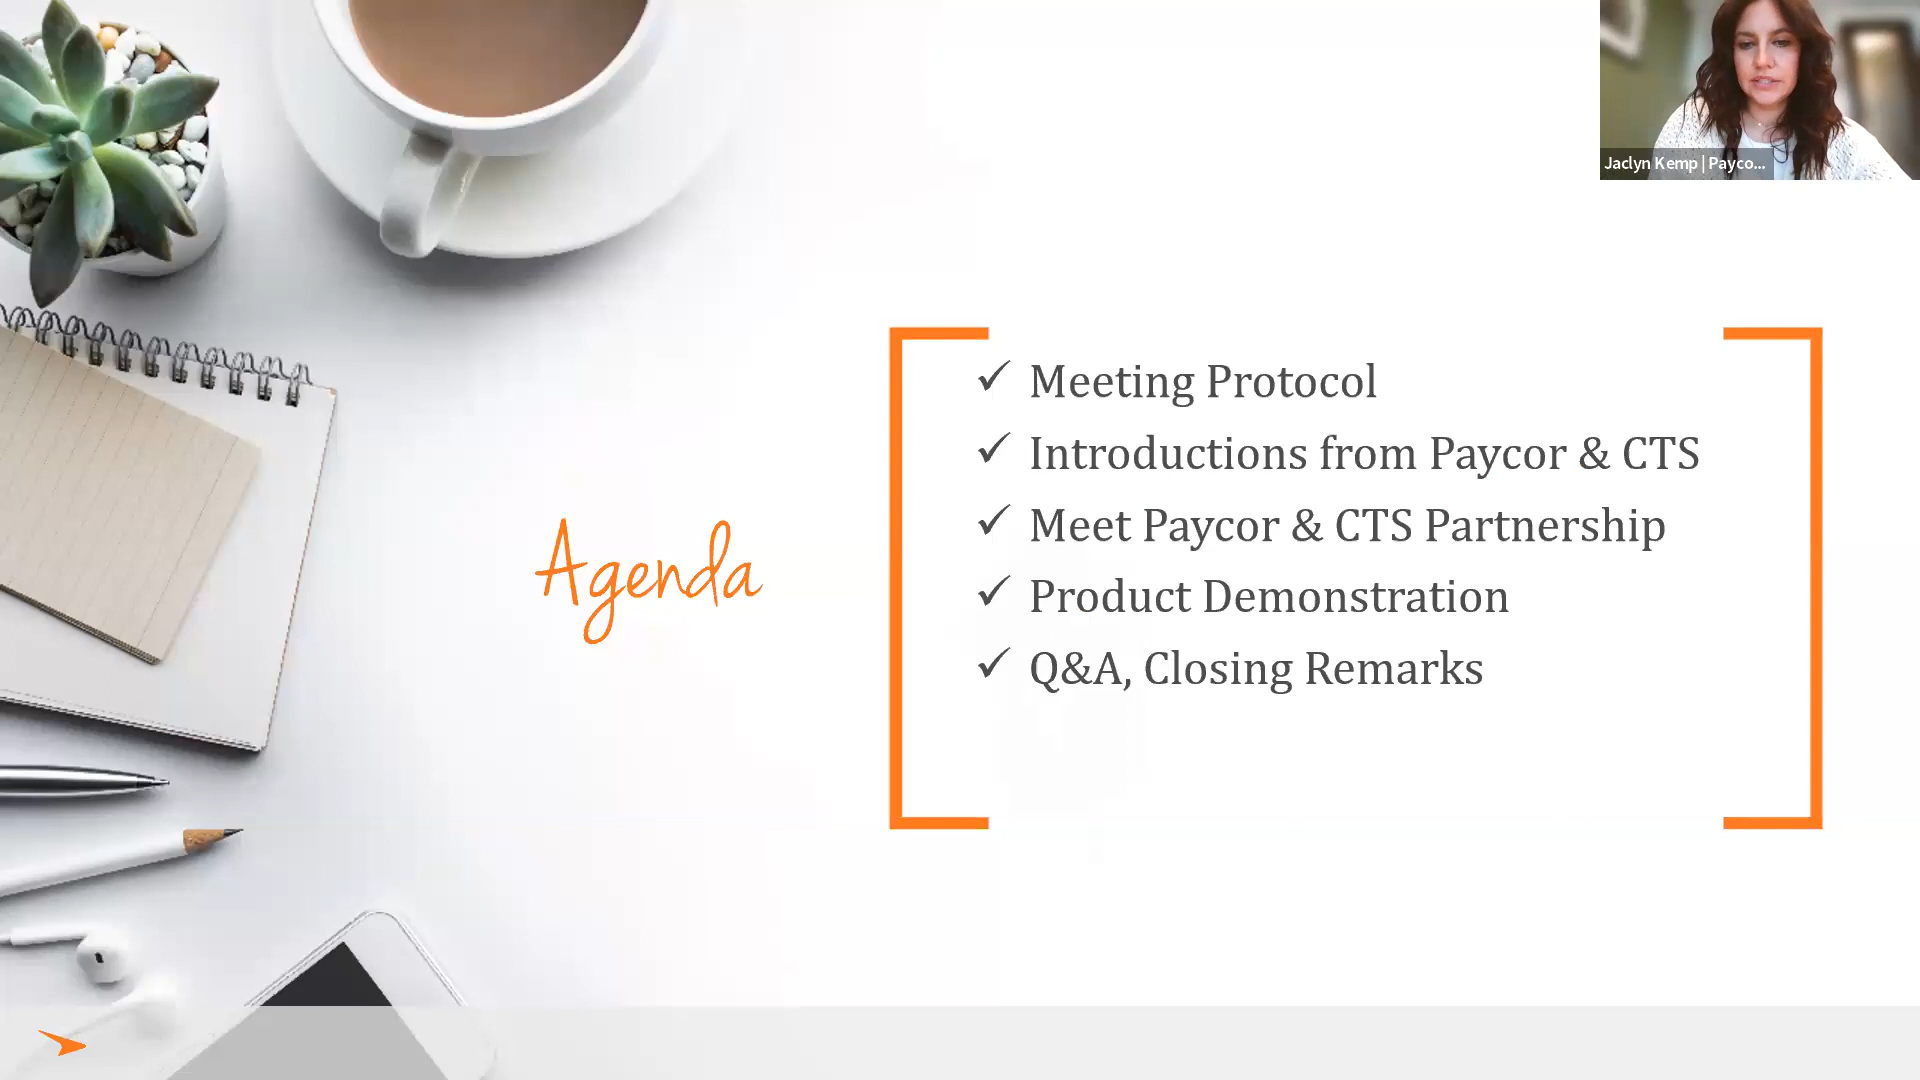 Jaclyn Kemp | Payco...
Agenda
✓ Meeting Protocol
✓ Introductions from Paycor & CTS
✓ Meet Paycor & CTS Partnership
✓ Product Demonstration
✓ Q&A, Closing Remarks